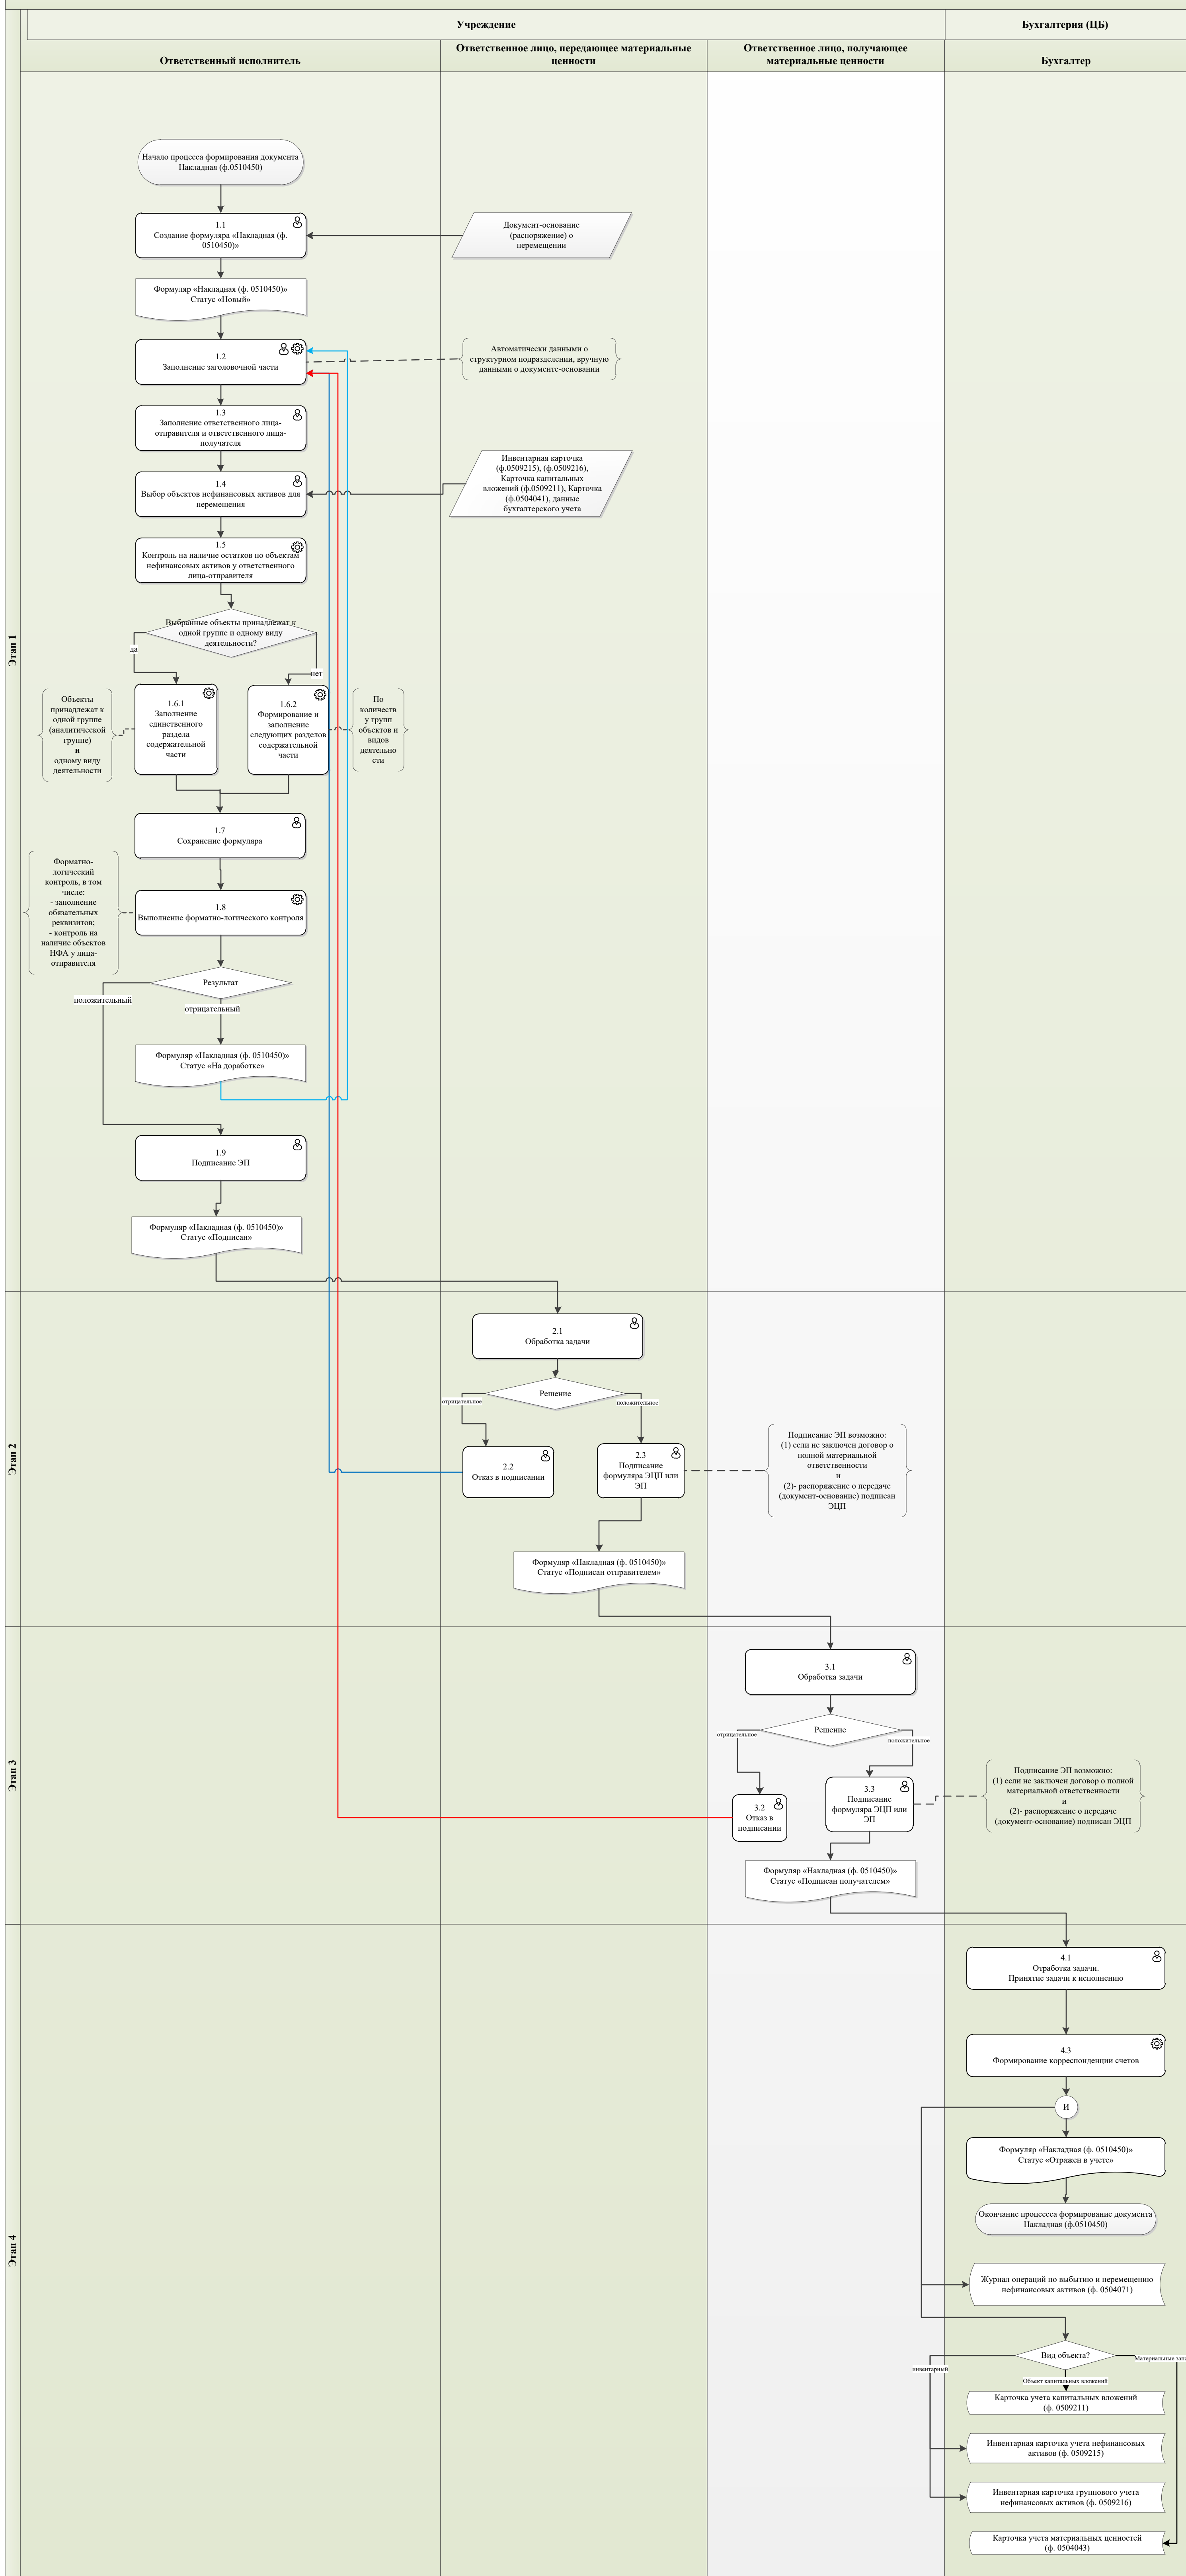 Учреждение
Бухгалтерия (ЦБ)
Ответственный исполнитель
Ответственное лицо, передающее материальные
ценности
Ответственное лицо, получающее
материальные ценности
Бухгалтер
Этап 1
Начало процесса формирования документа
Накладная (ф.0510450)
1.1
Создание формуляра «Накладная (ф.
0510450)»
Документ-основание
(распоряжение) о
перемещении
Формуляр «Накладная (ф. 0510450)»
Статус «Новый»
1.2
Заполнение заголовочной части
Автоматически данными о
структурном подразделении, вручную
данными о документе-основании
1.3
Заполнение ответственного лица-
отправителя и ответственного лица-
получателя
1.4
Выбор объектов нефинансовых активов для
перемещения
Инвентарная карточка
(ф.0509215), (ф.0509216),
Карточка капитальных
вложений (ф.0509211), Карточка
(ф.0504041), данные
бухгалтерского учета
1.5
Контроль на наличие остатков по объектам
нефинансовых активов у ответственного
лица-отправителя
Выбранные объекты принадлежат к
одной группе и одному виду
деятельности?
да
нет
Объекты
принадлежат к
одной группе
(аналитической
группе)
и
одному виду
деятельности
1.6.1
Заполнение
единственного
раздела
содержательной
части
1.6.2
Формирование и
заполнение
следующих разделов
содержательной
части
По
количеств
у групп
объектов и
видов
деятельно
сти
1.7
Сохранение формуляра
Форматно-
логический
контроль, в том
числе:
- заполнение
обязательных
реквизитов;
- контроль на
наличие объектов
НФА у лица-
отправителя
1.8
Выполнение форматно-логического контроля
Результат
положительный
отрицательный
Формуляр «Накладная (ф. 0510450)»
Статус «На доработке»
1.9
Подписание ЭП
Формуляр «Накладная (ф. 0510450)»
Статус «Подписан»
Этап 2
2.1
Обработка задачи
Решение
отрицательное
положительное
2.2
Отказ в подписании
2.3
Подписание
формуляра ЭЦП или
ЭП
Подписание ЭП возможно:
(1) если не заключен договор о
полной материальной
ответственности
и
(2)- распоряжение о передаче
(документ-основание) подписан
ЭЦП
Формуляр «Накладная (ф. 0510450)»
Статус «Подписан отправителем»
Этап 3
3.1
Обработка задачи
Решение
отрицательное
положительное
3.2
Отказ в
подписании
3.3
Подписание
формуляра ЭЦП или
ЭП
Подписание ЭП возможно:
(1) если не заключен договор о полной
материальной ответственности
и
(2)- распоряжение о передаче
(документ-основание) подписан ЭЦП
Формуляр «Накладная (ф. 0510450)»
Статус «Подписан получателем»
Этап 4
4.1
Отработка задачи.
Принятие задачи к исполнению
4.3
Формирование корреспонденции счетов
И
Формуляр «Накладная (ф. 0510450)»
Статус «Отражен в учете»
Окончание процеесса формирование документа
Накладная (ф.0510450)
Журнал операций по выбытию и перемещению
нефинансовых активов (ф. 0504071)
Вид объекта?
инвентарный
Материальные зап
Объект капитальных вложений
Карточка учета капитальных вложений
(ф. 0509211)
Инвентарная карточка учета нефинансовых
активов (ф. 0509215)
Инвентарная карточка группового учета
нефинансовых активов (ф. 0509216)
Карточка учета материальных ценностей
(ф. 0504043)